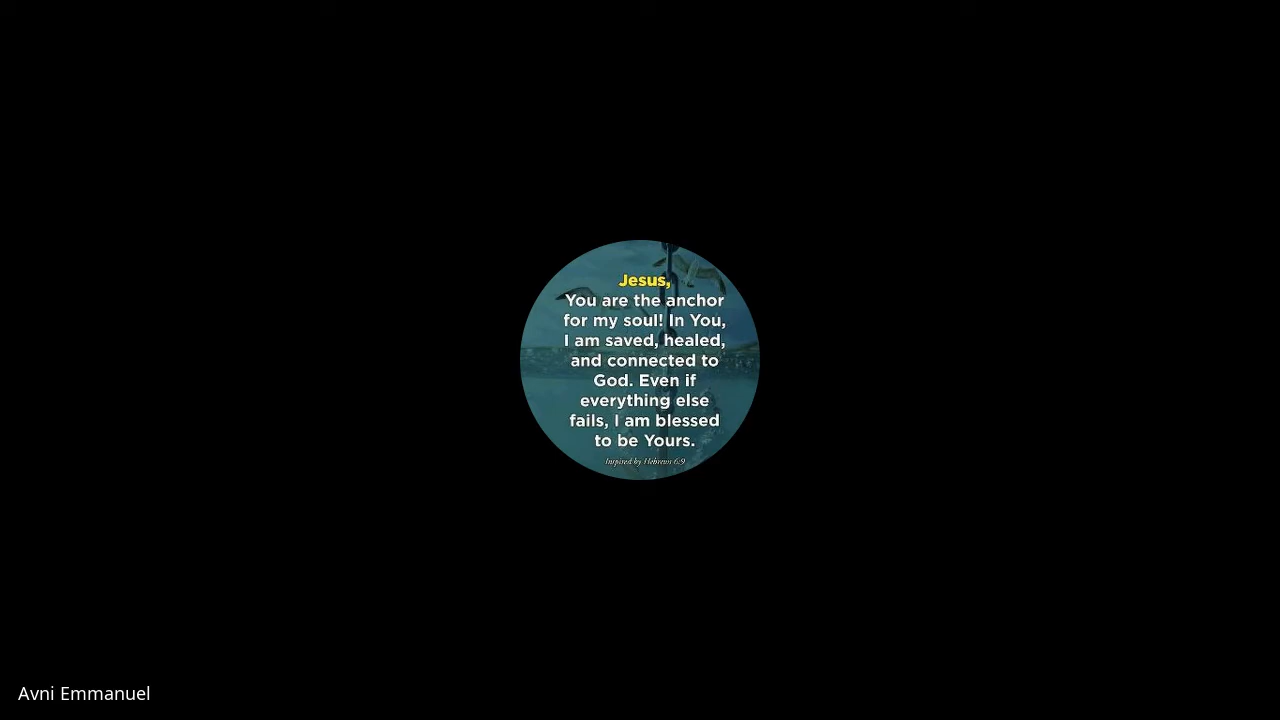 Jesus,
You are the anchor
for my soul! In You,
I am saved, healed,
and connected to
God. Even if
everything else
fails, I am blessed
to be Yours.
Inspired by Hebrews 6:9
Avni Emmanuel